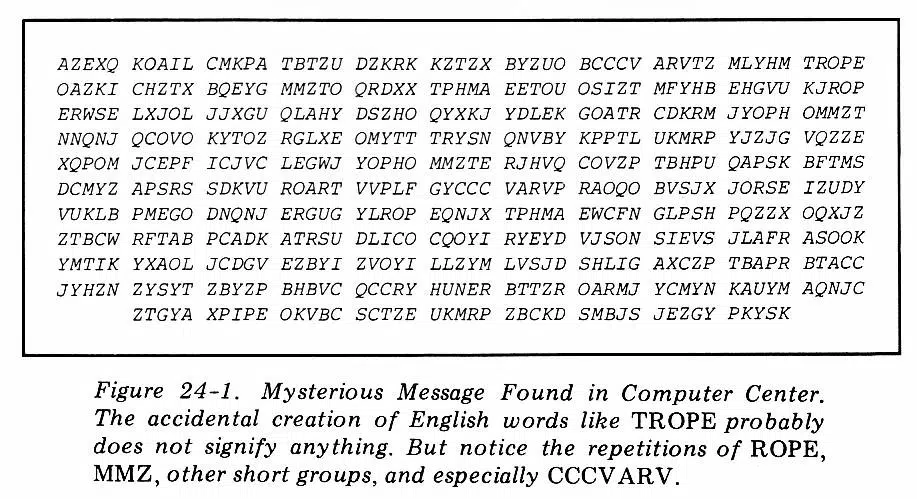 AZEXQ KOAIL CMKPA TBTZU DZKRK KZTZX BYZUO BCCCV ARVTZ MLYHM TROPE
OAZKI CHZTX BQEYG MMZTO QRDXX TPHMA EETOU OSIZT MFYHB EHGVU KJROP
ERWSE LXJOL JJXGU QLAHY DSZHO QYXKJ YDLEK GOATR CDKRM JYOPH OMMZT
NNQNJ QCOVO KYTOZ RGLXE OMYTT TRYSN QNVBY KPPTL UKMRP YJZJG VQZZE
XQPOM JCEPF ICJVC LEGWJ YOPHO MMZTE RJHVQ COVZP TBHPU QAPSK BFTMS
DCMYZ APSRS SDKVU ROART VVPLF GYCCC VARVP RAOQO BVSJX JORSE IZUDY
VUKLB PMEGO DNQNJ ERGUG YLROP EQNJX TPHMA EWCFN GLPSH PQZZX OQXJZ
ZTBCW RFTAB PCADK ATRSU DLICO CQOYI RYEYD VJSON SIEVS JLAFR ASOOK
YMTIK YXAOL JCDGV EZBYI ZVOYI LLZYM LVSJD SHLIG AXCZP TBAPR BTACC
JYHZN ZYSYT ZBYZP BHBVC QCCRY HUNER BTTZR OARMJ YCMYN KAUYM AQNJC
ZTGYA XPIPE OKVBC SCTZE UKMRP ZBCKD SMBJS JEZGY PKYSK
Figure 24-1. Mysterious Message Found in Computer Center.
The accidental creation of English words like TROPE probably
does not signify anything. But notice the repetitions of ROPE,
MMZ, other short groups, and especially CCCVARV.